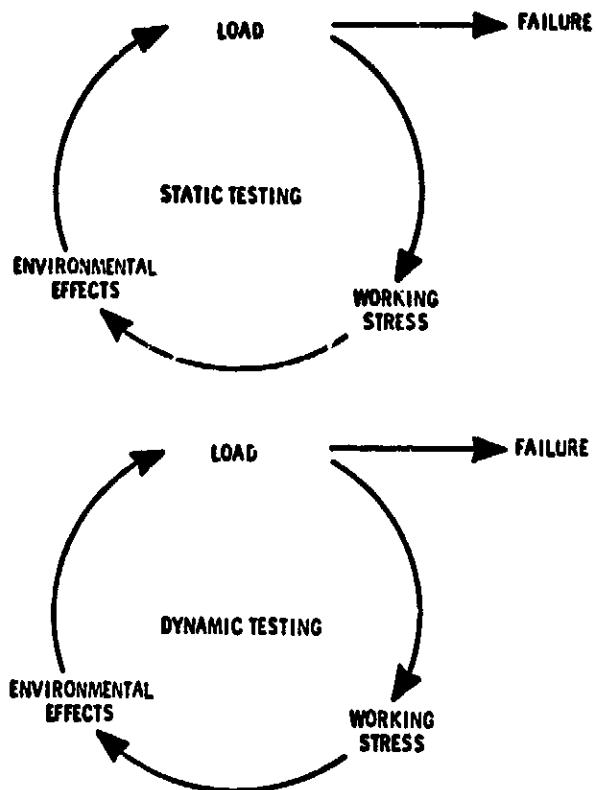 LOAD
FAILURE
STATIC TESTING
ENVIRONMENTAL
EFFECTS
WORKING
STRESS
LOAD
FAILURE
DYNAMIC TESTING
ENVIRONMENTAL
EFFECTS
WORKING
STRESS